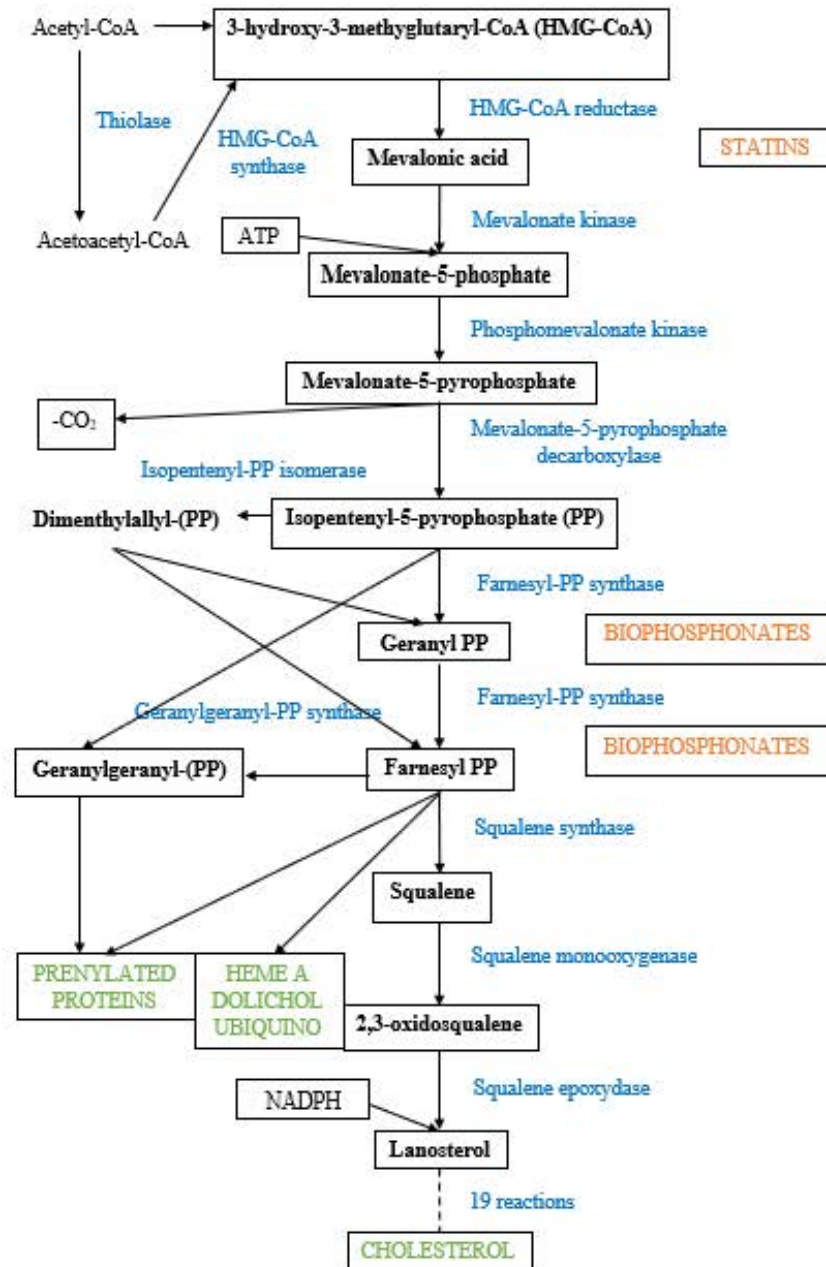 Acetyl-CoA
3-hydroxy-3-methyglutaryl-CoA (HMG-CoA)
Thiolase
HMG-CoA
synthase
HMG-CoA reductase
Mevalonic acid
STATINS
Acetoacetyl-CoA
ATP
Mevalonate kinase
Mevalonate-5-phosphate
Phosphomevalonate kinase
Mevalonate-5-pyrophosphate
-CO₂
Mevalonate-5-pyrophosphate
decarboxylase
Isopentenyl-PP isomerase
Dimenthylallyl-(PP)
Isopentenyl-5-pyrophosphate (PP)
Farnesyl-PP synthase
Geranyl PP
BIOPHOSPHONATES
Geranylgeranyl-PP synthase
Farnesyl-PP synthase
BIOPHOSPHONATES
Geranylgeranyl-(PP)
Farnesyl PP
Squalene synthase
Squalene
Squalene monooxygenase
PRENYLATED
PROTEINS
HEME A
DOLICHOL
UBIQUINO
2,3-oxidosqualene
Squalene epoxydase
NADPH
Lanosterol
19 reactions
CHOLESTEROL